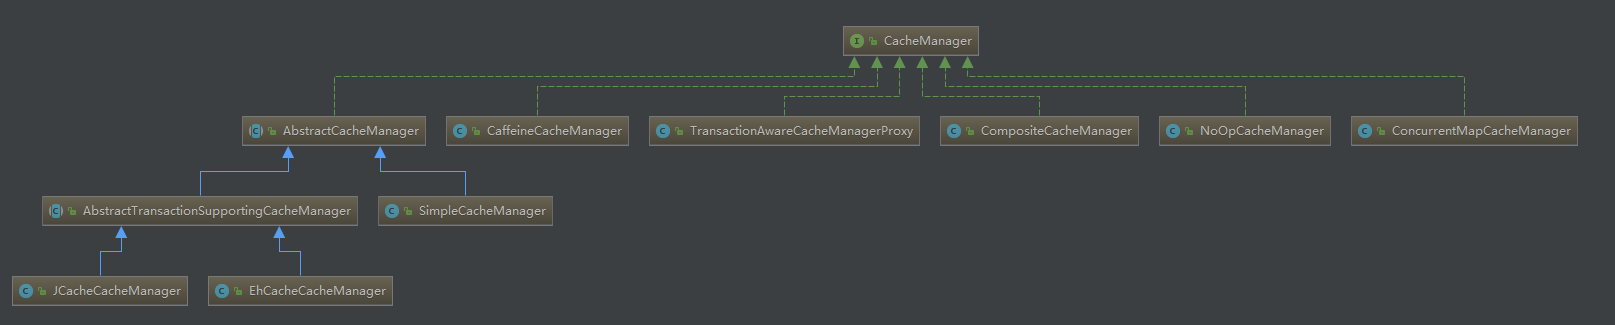 CacheManager
AbstractCacheManager
CaffeineCacheManager
TransactionAwareCacheManagerProxy
CompositeCacheManager
NoOpCacheManager
ConcurrentMapCacheManager
AbstractTransactionSupportingCacheManager
SimpleCacheManager
JCacheCacheManager
EhCacheCacheManager